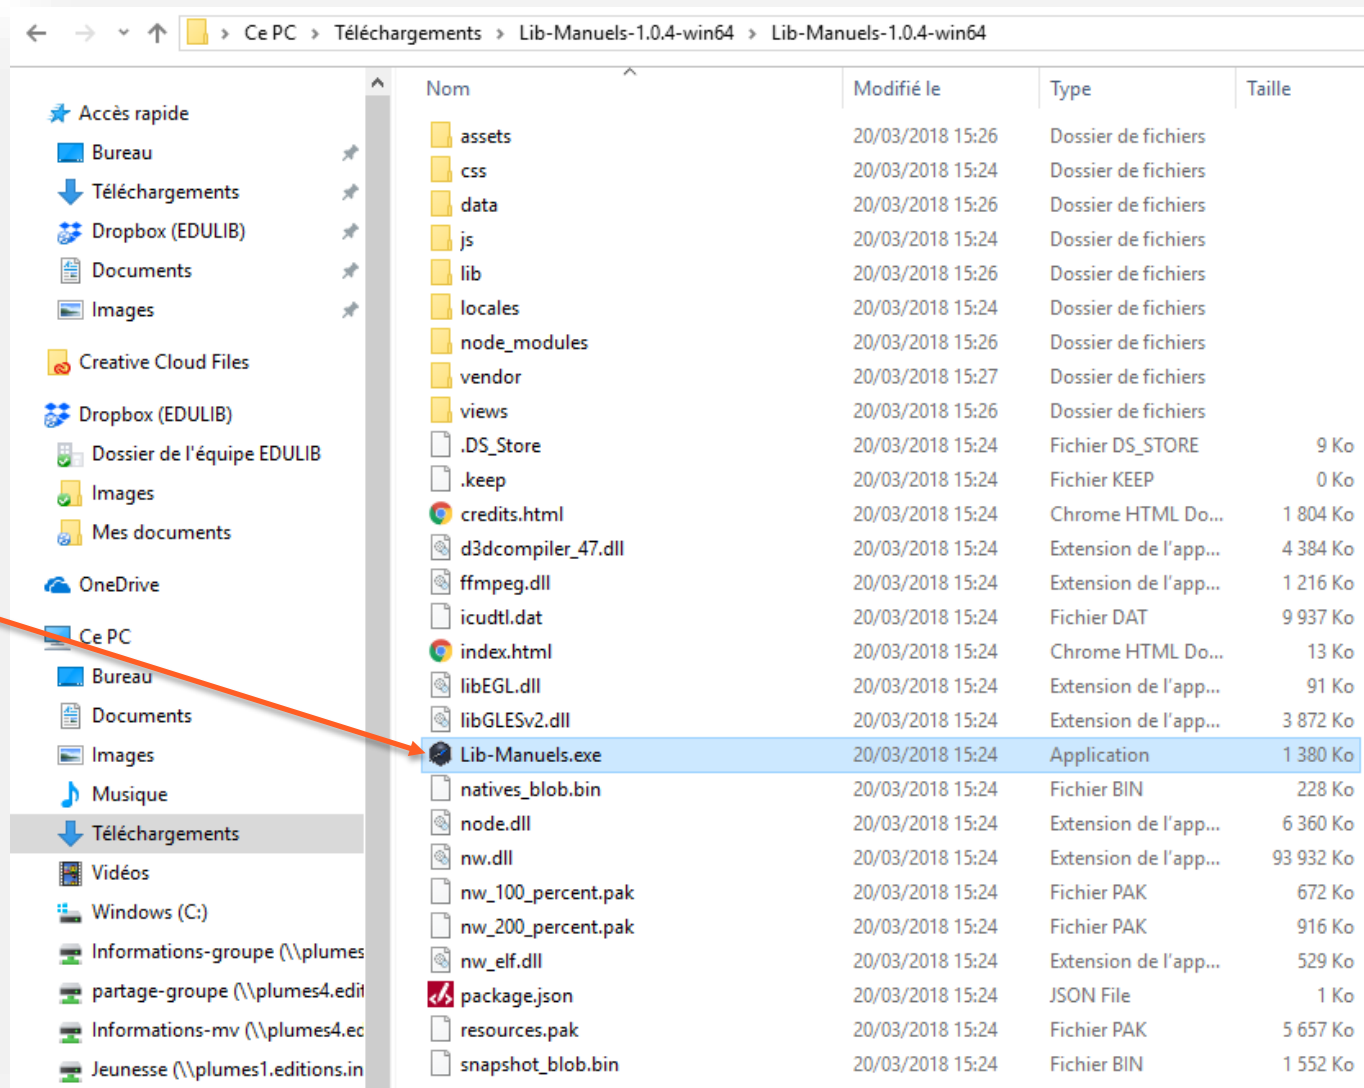 Ce PC > Téléchargements > Lib-Manuels-1.0.4-win64 > Lib-Manuels-1.0.4-win64
Accès rapide
Bureau
Téléchargements
Dropbox (EDULIB)
Documents
Images
Creative Cloud Files
Dropbox (EDULIB)
Dossier de l'équipe EDULIB
Images
Mes documents
OneDrive
Ce PC
Bureau
Documents
Images
Musique
Téléchargements
Vidéos
Windows (C:)
Informations-groupe (\\plumes
partage-groupe (\\plumes4.edit
Informations-mv (\\plumes4.ec
Jeunesse (\\plumes1.editions.in
Nom Modifié le Type Taille
assets 20/03/2018 15:26 Dossier de fichiers
css 20/03/2018 15:24 Dossier de fichiers
data 20/03/2018 15:26 Dossier de fichiers
js 20/03/2018 15:24 Dossier de fichiers
lib 20/03/2018 15:26 Dossier de fichiers
locales 20/03/2018 15:24 Dossier de fichiers
node_modules 20/03/2018 15:26 Dossier de fichiers
vendor 20/03/2018 15:27 Dossier de fichiers
views 20/03/2018 15:26 Dossier de fichiers
.DS_Store 20/03/2018 15:24 Fichier DS_STORE 9 Ko
.keep 20/03/2018 15:24 Fichier KEEP 0 Ko
credits.html 20/03/2018 15:24 Chrome HTML Do... 1 804 Ko
d3dcompiler_47.dll 20/03/2018 15:24 Extension de l'app... 4 384 Ko
ffmpeg.dll 20/03/2018 15:24 Extension de l'app... 1 216 Ko
icudtl.dat 20/03/2018 15:24 Fichier DAT 9 937 Ko
index.html 20/03/2018 15:24 Chrome HTML Do... 13 Ko
libEGL.dll 20/03/2018 15:24 Extension de l'app... 91 Ko
libGLESv2.dll 20/03/2018 15:24 Extension de l'app... 3 872 Ko
Lib-Manuels.exe 20/03/2018 15:24 Application 1 380 Ko
natives_blob.bin 20/03/2018 15:24 Fichier BIN 228 Ko
node.dll 20/03/2018 15:24 Extension de l'app... 6 360 Ko
nw.dll 20/03/2018 15:24 Extension de l'app... 93 932 Ko
nw_100_percent.pak 20/03/2018 15:24 Fichier PAK 672 Ko
nw_200_percent.pak 20/03/2018 15:24 Fichier PAK 916 Ko
nw_elf.dll 20/03/2018 15:24 Extension de l'app... 529 Ko
package.json 20/03/2018 15:24 JSON File 1 Ko
resources.pak 20/03/2018 15:24 Fichier PAK 5 657 Ko
snapshot_blob.bin 20/03/2018 15:24 Fichier BIN 1 552 Ko